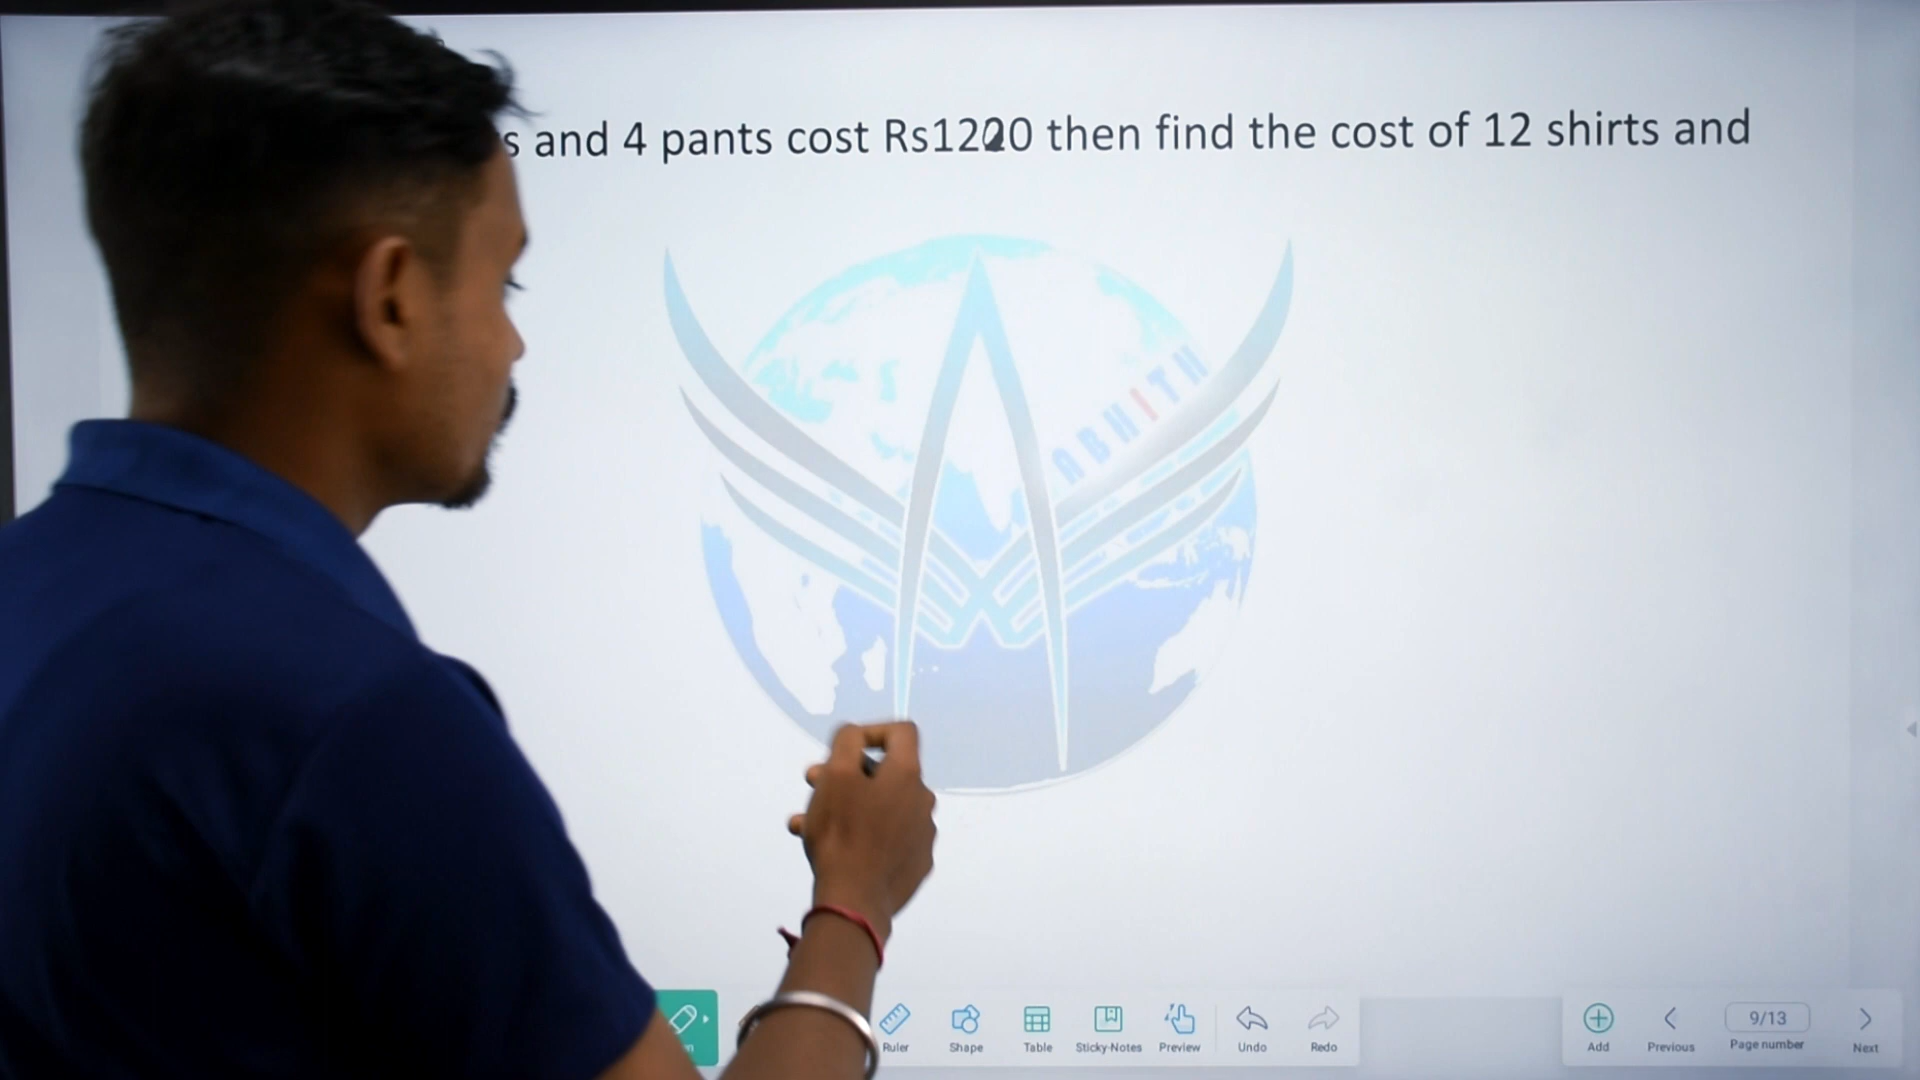 s and 4 pants cost Rs1220 then find the cost of 12 shirts and
ABHITH
Ruler Shape Table Sticky-Notes Preview Undo Redo Add Previous 9/13 Page number Next